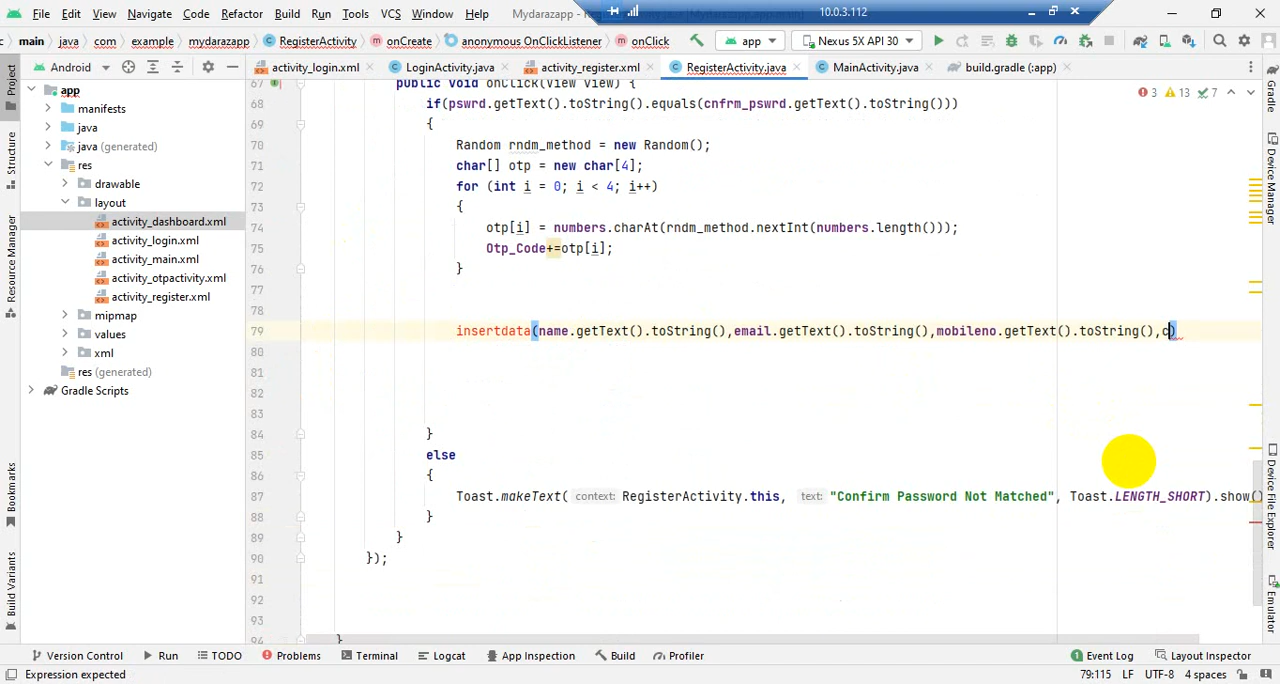 File Edit View Navigate Code Refactor Build Run Tools VCS Window Help Mydarazapp - RegisterActivity 10.0.3.112
main java com example mydarazapp RegisterActivity onCreate anonymous OnClickListener onClick app Nexus 5X API 30
Project Android activity_login.xml LoginActivity.java activity_register.xml RegisterActivity.java MainActivity.java build.gradle (:app) Gradle
app
manifests
java
java (generated)
res
drawable
layout
activity_dashboard.xml
activity_login.xml
activity_main.xml
activity_otpactivity.xml
activity_register.xml
mipmap
values
xml
res (generated)
Gradle Scripts
Structure
Resource Manager
Bookmarks
Build Variants
3 13 7
67 public void onClick(View view) {
68 if(pswrd.getText().toString().equals(cnfrm_pswrd.getText().toString()))
69 {
70 Random rndm_method = new Random();
71 char[] otp = new char[4];
72 for (int i = 0; i < 4; i++)
73 {
74 otp[i] = numbers.charAt(rndm_method.nextInt(numbers.length()));
75 Otp_Code+=otp[i];
76 }
77
78
79 insertdata(name.getText().toString(),email.getText().toString(),mobileno.getText().toString(),c)
80
81
82
83
84 }
85 else
86 {
87 Toast.makeText( context: RegisterActivity.this, text: "Confirm Password Not Matched", Toast.LENGTH_SHORT).show()
88 }
89 }
90 });
91
92
93
94 }
Device Manager
Device File Explorer
Emulator
Version Control Run TODO Problems Terminal Logcat App Inspection Build Profiler 1 Event Log Layout Inspector
Expression expected 79:115 LF UTF-8 4 spaces